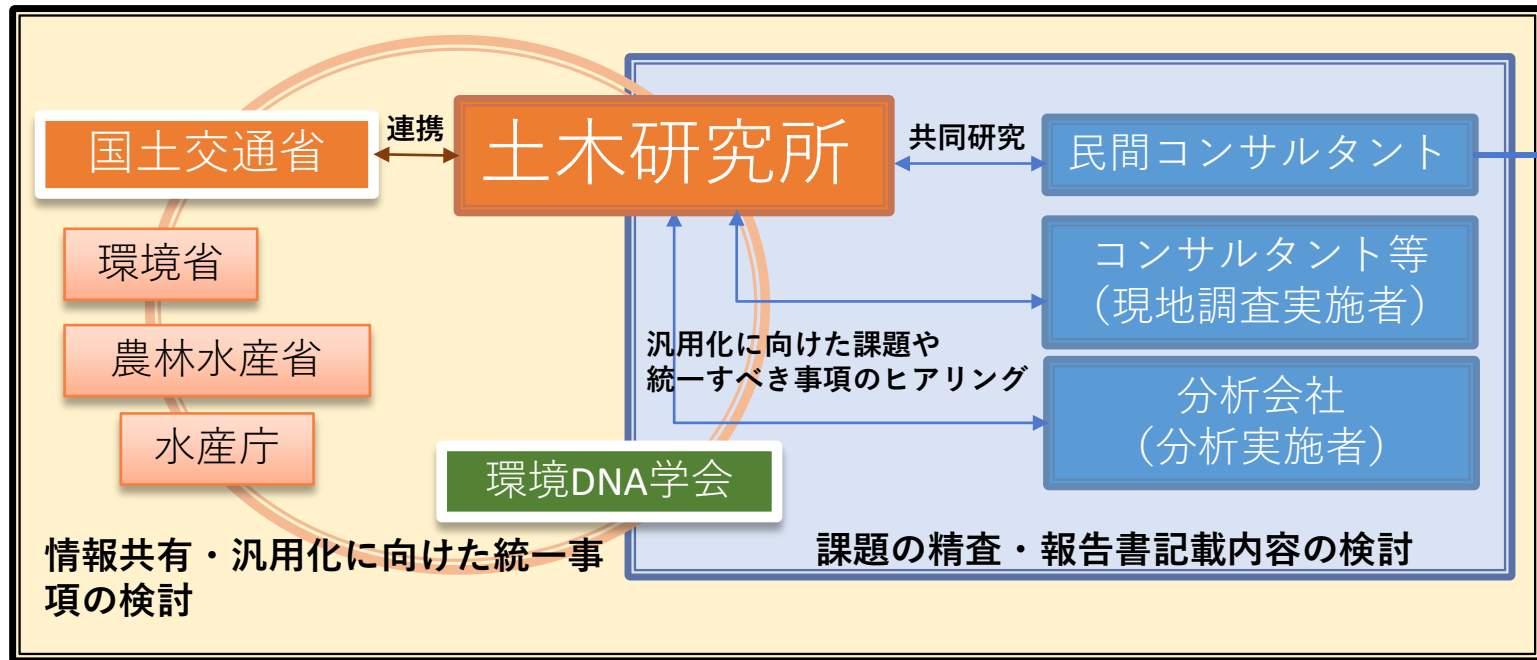 国土交通省
連携
土木研究所
共同研究
民間コンサルタント
環境省
コンサルタント等
（現地調査実施者）
農林水産省
汎用化に向けた課題や
統一すべき事項のヒアリング
水産庁
分析会社
（分析実施者）
環境DNA学会
情報共有・汎用化に向けた統一事
項の検討
課題の精査・報告書記載内容の検討